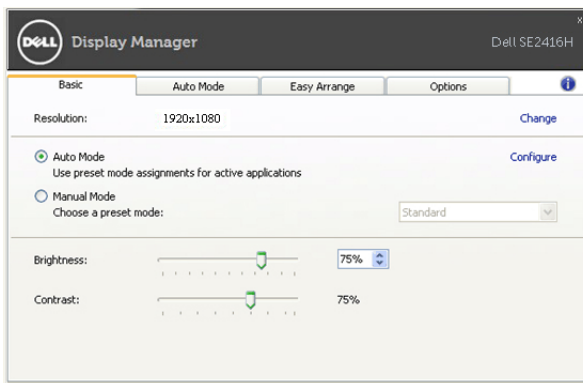 DELL Display Manager
Dell SE2416H
Basic Auto Mode Easy Arrange Options
Resolution: 1920x1080 Change
Auto Mode Configure
Use preset mode assignments for active applications
Manual Mode
Choose a preset mode: Standard
Brightness: 75%
Contrast: 75%